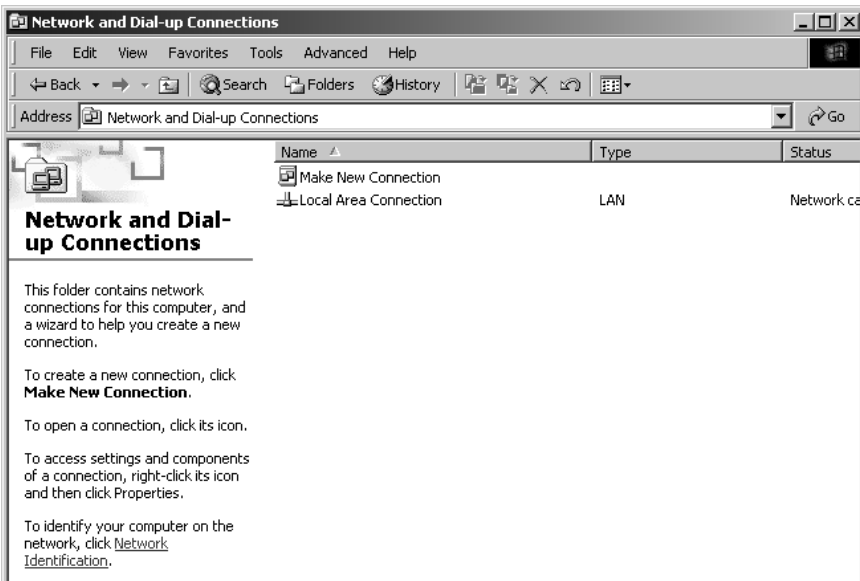 Network and Dial-up Connections
File Edit View Favorites Tools Advanced Help
Back Search Folders History
Address Network and Dial-up Connections Go
Name Type Status
Make New Connection
Local Area Connection LAN Network ca
Network and Dial-
up Connections
This folder contains network
connections for this computer, and
a wizard to help you create a new
connection.
To create a new connection, click
Make New Connection.
To open a connection, click its icon.
To access settings and components
of a connection, right-click its icon
and then click Properties.
To identify your computer on the
network, click Network
Identification.